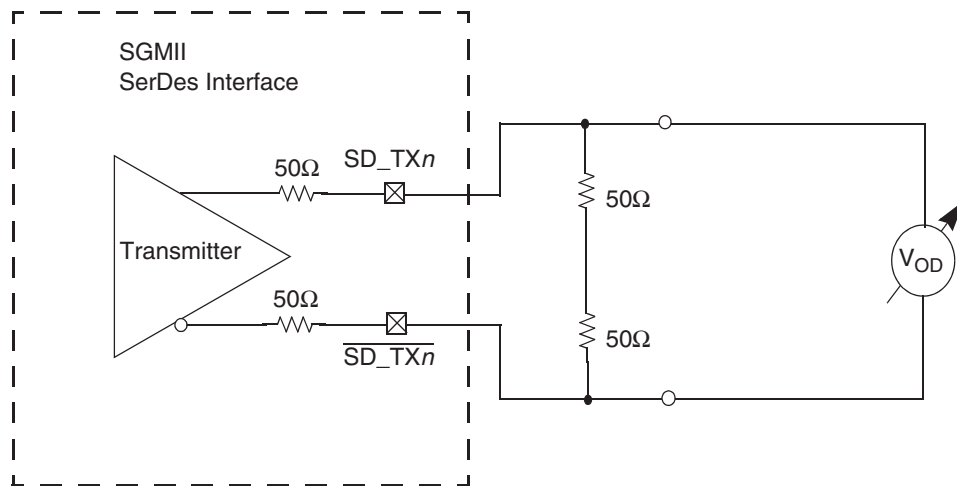 SGMII
SerDes Interface
50Ω
SD_TXn
50Ω
Transmitter
VOD
50Ω
50Ω
SD_TXn